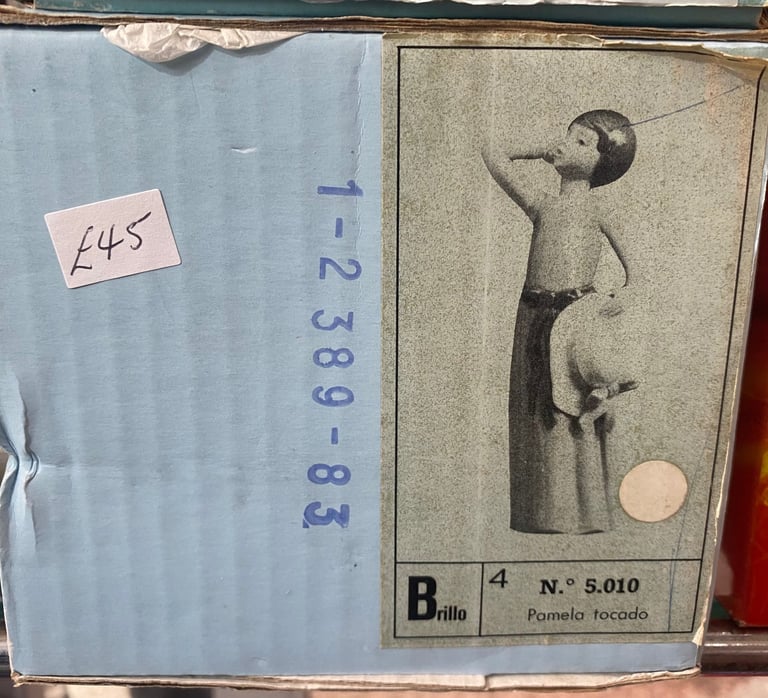 £45
1-2389-83
Brillo
4
N.° 5.010
Pamela tocado